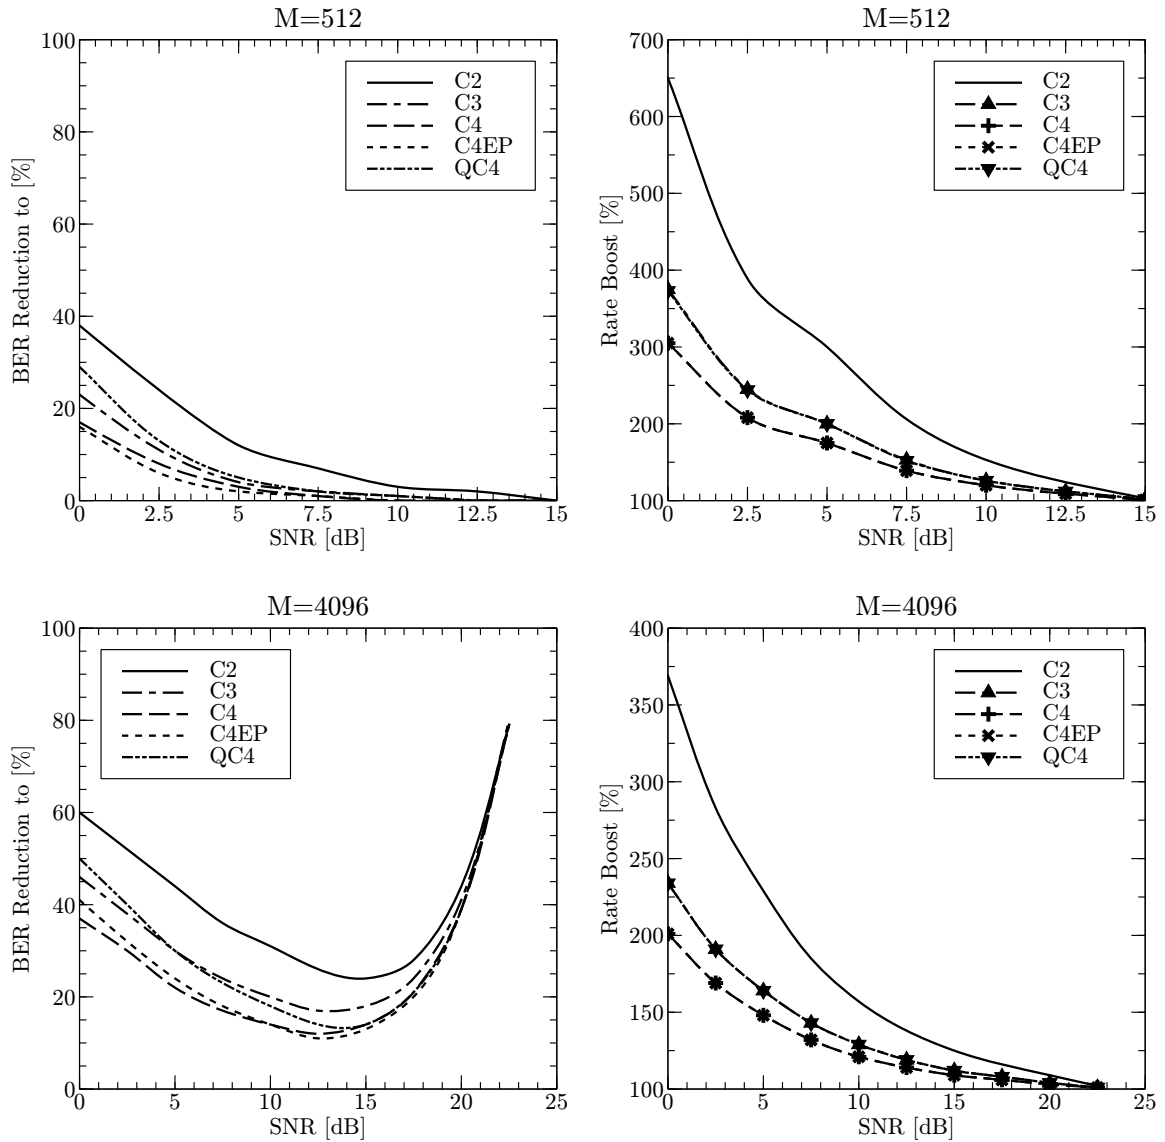 M=512
BER Reduction to [%]
100
80
60
40
20
0
C2
C3
C4
C4EP
QC4
0
2.5
5
7.5
10
12.5
15
SNR [dB]
M=512
Rate Boost [%]
700
600
500
400
300
200
100
C2
C3
C4
C4EP
QC4
0
2.5
5
7.5
10
12.5
15
SNR [dB]
M=4096
BER Reduction to [%]
100
80
60
40
20
0
C2
C3
C4
C4EP
QC4
0
5
10
15
20
25
SNR [dB]
M=4096
Rate Boost [%]
400
350
300
250
200
150
100
C2
C3
C4
C4EP
QC4
0
5
10
15
20
25
SNR [dB]